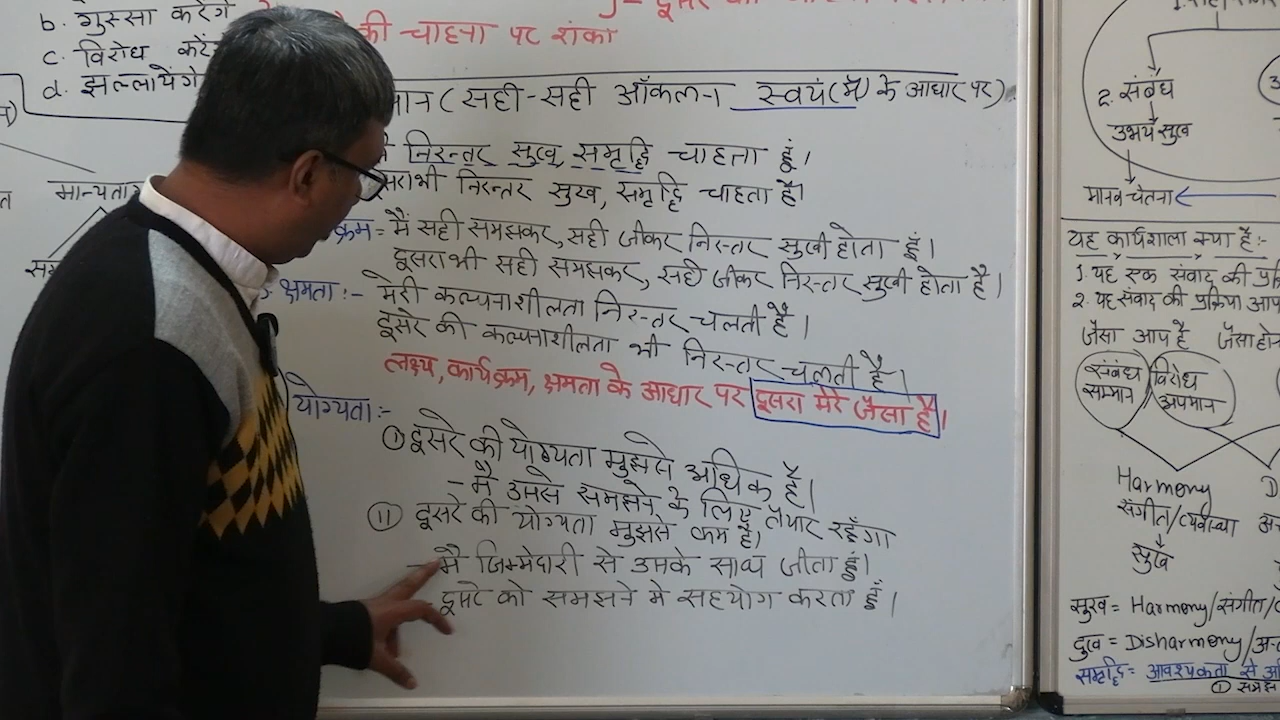 b. गुस्सा करेंगे
c. विरोध करें
d. झल्लायेंगे
की चाहना पर शंका
मान (सही-सही आँकलन स्वयं (मैं) के आधार पर)
निरन्तर सुख, समृद्धि चाहता हूं।
भी निरन्तर सुख, समृद्धि चाहता है।
क्रम = मैं सही समझकर, सही जीकर निरन्तर सुखी होता हूं।
दूसरा भी सही समझकर, सही जीकर निरन्तर सुखी होता है।
क्षमता :- मेरी कल्पनाशीलता निरन्तर चलती है।
दूसरे की कल्पनाशीलता भी निरन्तर चलती है।
लक्ष्य, कार्यक्रम, क्षमता के आधार पर दूसरा मेरे जैसा है।
योग्यता:-
I दूसरे की योग्यता मुझसे अधिक है।
- मैं उससे समझने के लिए तैयार रहूँगा
II दूसरे की योग्यता मुझसे कम है।
- मैं जिम्मेदारी से उसके साथ जीता हूं।
दूसरे को समझने मे सहयोग करता हूँ।
मान्यता
2. संबंध
उभय सुख
मानव चेतना
यह कार्यशाला क्या है:-
1. यह एक संवाद की
2. यह संवाद की प्रक्रिया आप
जैसा आप है
संबंध
सम्मान
विरोध
अपमान
Harmony
D
संगीत/व्यवस्था
सुख
सुख = Harmony/संगीत/
दुख = Disharmony/
समृद्धि = आवश्यकता से